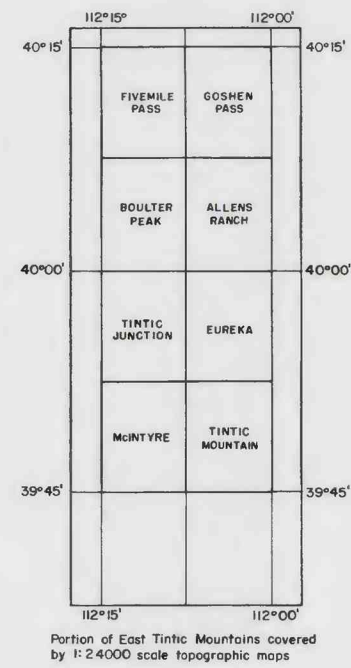 112°15' 112°00'
40°15' 40°15'
FIVEMILE PASS
GOSHEN PASS
BOULTER PEAK
ALLENS RANCH
40°00' 40°00'
TINTIC JUNCTION
EUREKA
McINTYRE
TINTIC MOUNTAIN
39°45' 39°45'
112°15' 112°00'
Portion of East Tintic Mountains covered
by 1:24000 scale topographic maps